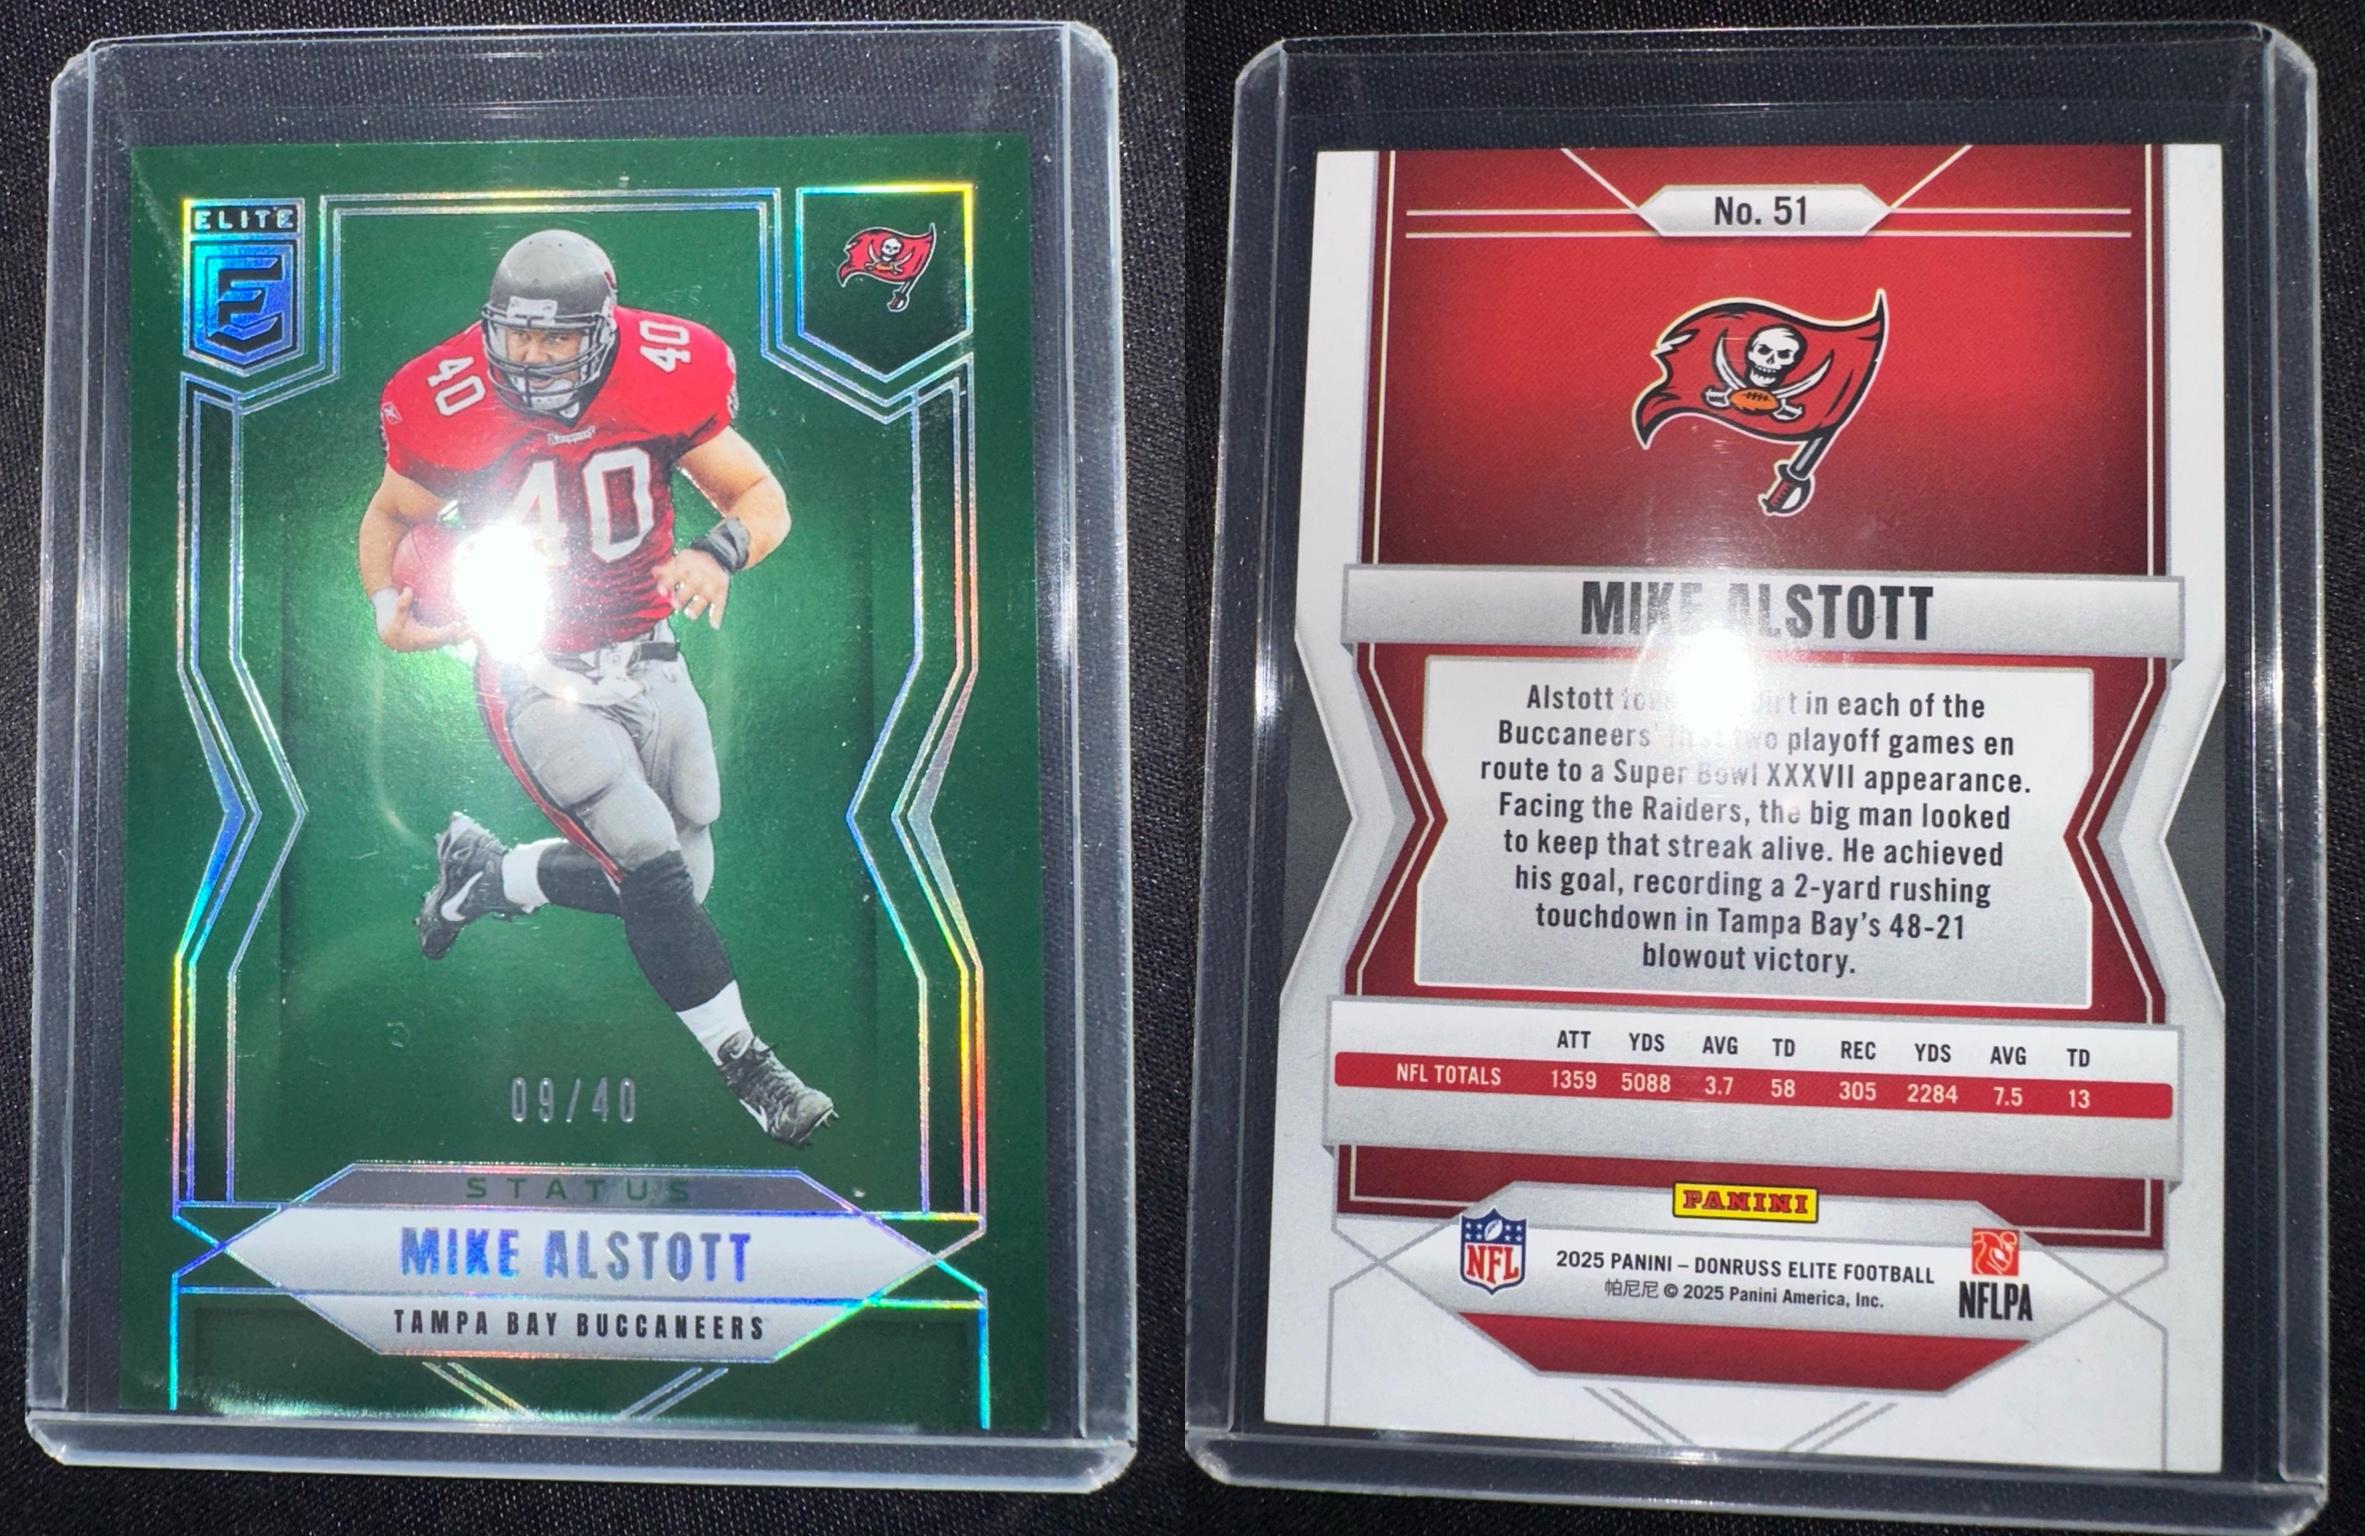 ELITE
E
40
40
40
09/40
STATUS
MIKE ALSTOTT
TAMPA BAY BUCCANEERS
No. 51
MIKE ALSTOTT
Alstott in each of the
Buccaneers' first two playoff games en
route to a Super Bowl XXXVII appearance.
Facing the Raiders, the big man looked
to keep that streak alive. He achieved
his goal, recording a 2-yard rushing
touchdown in Tampa Bay's 48-21
blowout victory.
ATT YDS AVG TD REC YDS AVG TD
NFL TOTALS 1359 5088 3.7 58 305 2284 7.5 13
PANINI
NFL
2025 PANINI – DONRUSS ELITE FOOTBALL
帕尼尼 © 2025 Panini America, Inc.
NFLPA